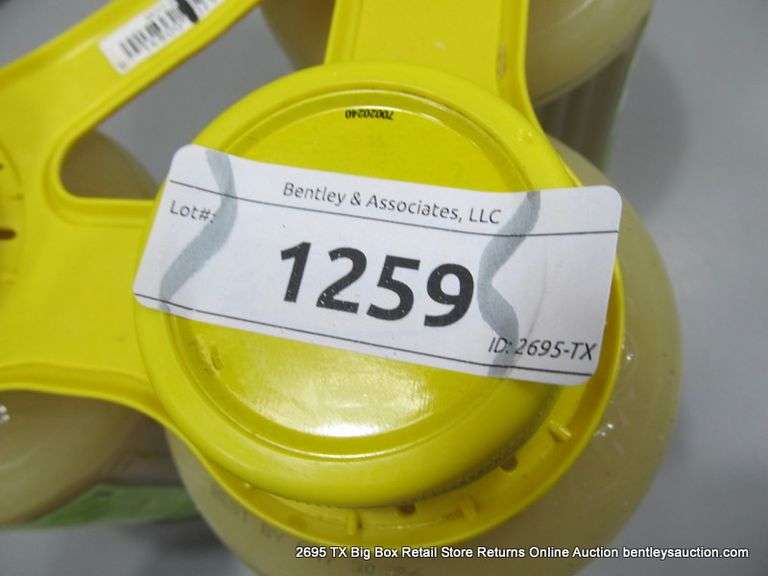 70020240
Bentley & Associates, LLC
Lot#:
1259
ID: 2695-TX
2695 TX Big Box Retail Store Returns Online Auction bentleysauction.com